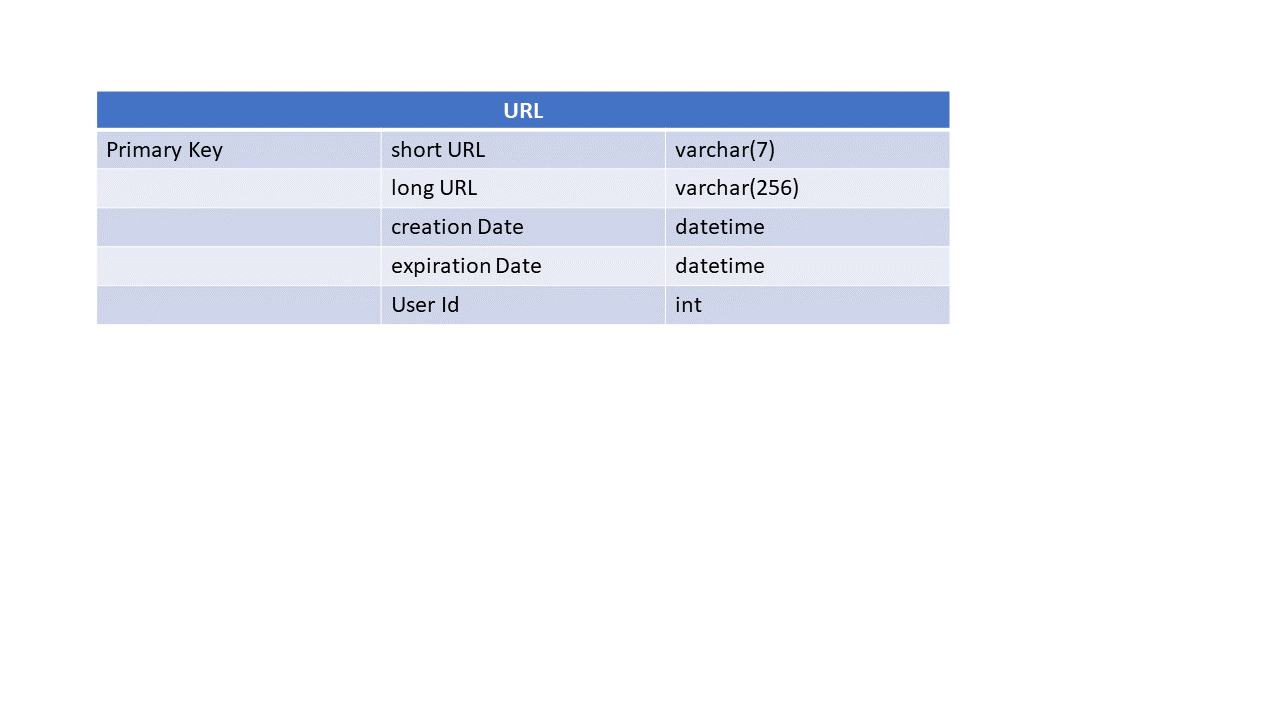 URL
Primary Key short URL varchar(7)
long URL varchar(256)
creation Date datetime
expiration Date datetime
User Id int